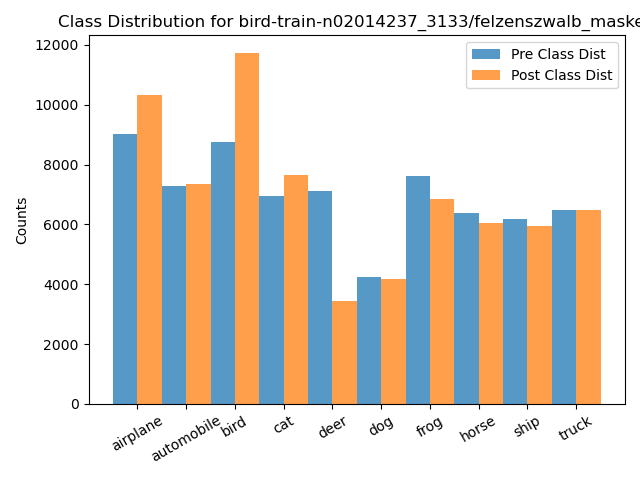 Class Distribution for bird-train-n02014237_3133/felzenszwalb_maske
Pre Class Dist
Post Class Dist
Counts
12000
10000
8000
6000
4000
2000
0
airplane
automobile
bird
cat
deer
dog
frog
horse
ship
truck